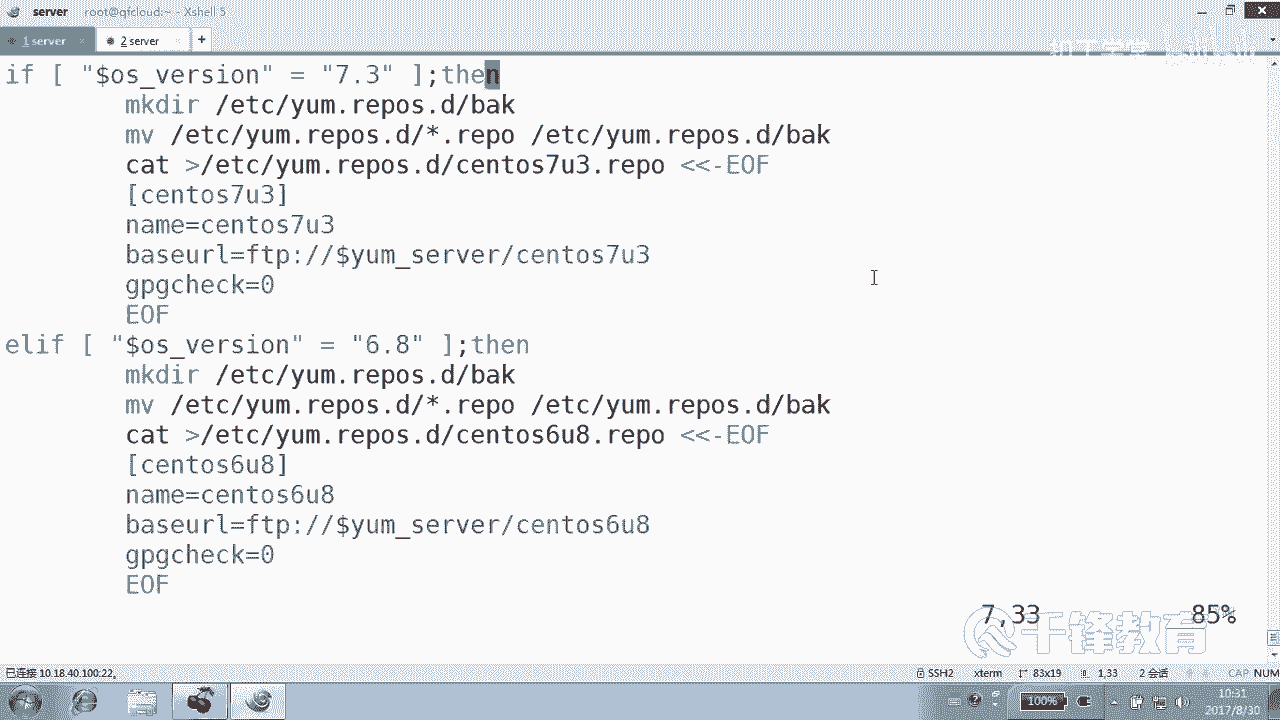 server root@qfcloud:~ - Xshell 5
1 server
2 server
+
if [ "$os_version" = "7.3" ];then
mkdir /etc/yum.repos.d/bak
mv /etc/yum.repos.d/*.repo /etc/yum.repos.d/bak
cat >/etc/yum.repos.d/centos7u3.repo <<-EOF
[centos7u3]
name=centos7u3
baseurl=ftp://$yum_server/centos7u3
gpgcheck=0
EOF
elif [ "$os_version" = "6.8" ];then
mkdir /etc/yum.repos.d/bak
mv /etc/yum.repos.d/*.repo /etc/yum.repos.d/bak
cat >/etc/yum.repos.d/centos6u8.repo <<-EOF
[centos6u8]
name=centos6u8
baseurl=ftp://$yum_server/centos6u8
gpgcheck=0
EOF
7,33 85%
千锋教育
已连接 10.18.40.100:22。 SSH2 xterm 83x19 1,33 2 会话 CAP NUM
100% 10:31
2017/8/30